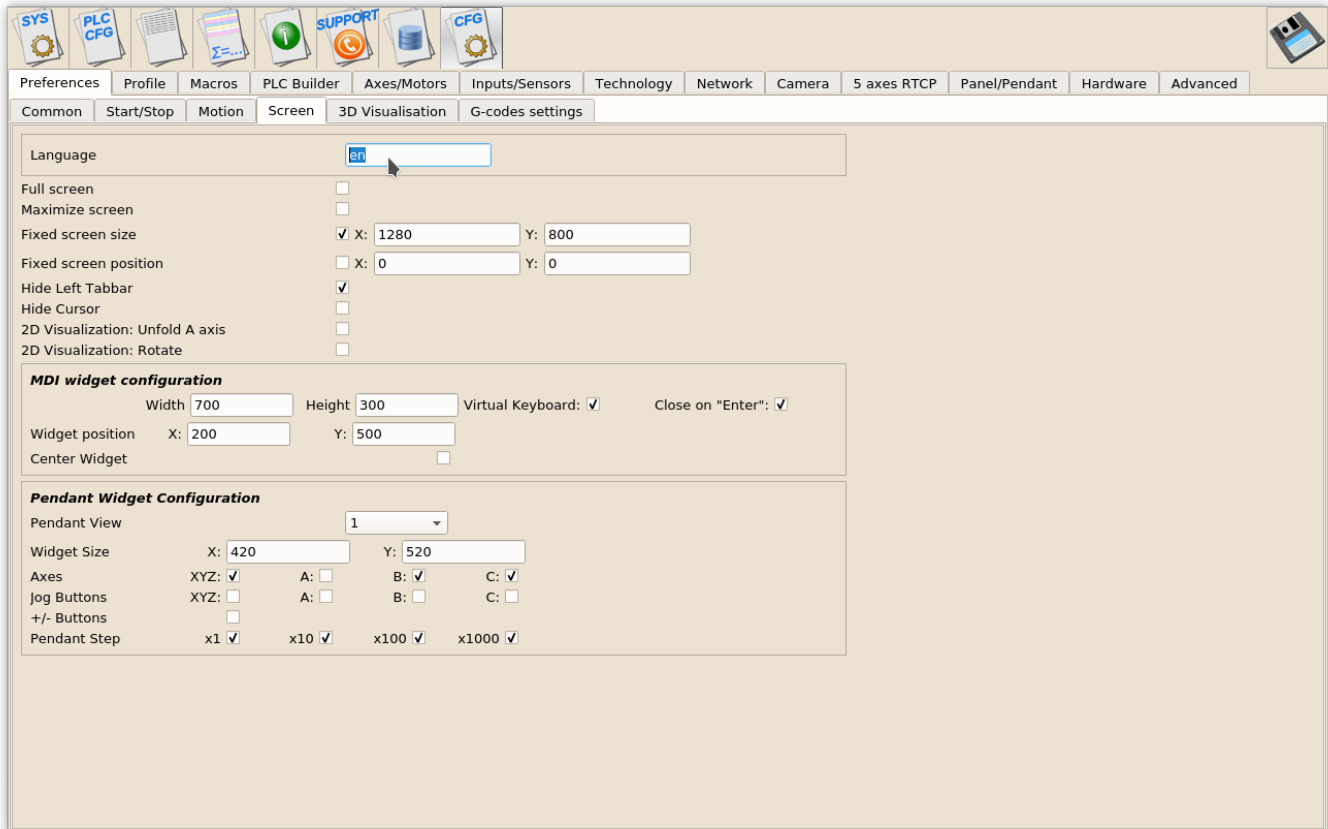 SYS PLC CFG Σ=... SUPPORT CFG
Preferences Profile Macros PLC Builder Axes/Motors Inputs/Sensors Technology Network Camera 5 axes RTCP Panel/Pendant Hardware Advanced
Common Start/Stop Motion Screen 3D Visualisation G-codes settings
Language en
Full screen
Maximize screen
Fixed screen size X: 1280 Y: 800
Fixed screen position X: 0 Y: 0
Hide Left Tabbar
Hide Cursor
2D Visualization: Unfold A axis
2D Visualization: Rotate
MDI widget configuration
Width 700 Height 300 Virtual Keyboard: Close on "Enter":
Widget position X: 200 Y: 500
Center Widget
Pendant Widget Configuration
Pendant View 1
Widget Size X: 420 Y: 520
Axes XYZ: A: B: C:
Jog Buttons XYZ: A: B: C:
+/- Buttons
Pendant Step x1 x10 x100 x1000